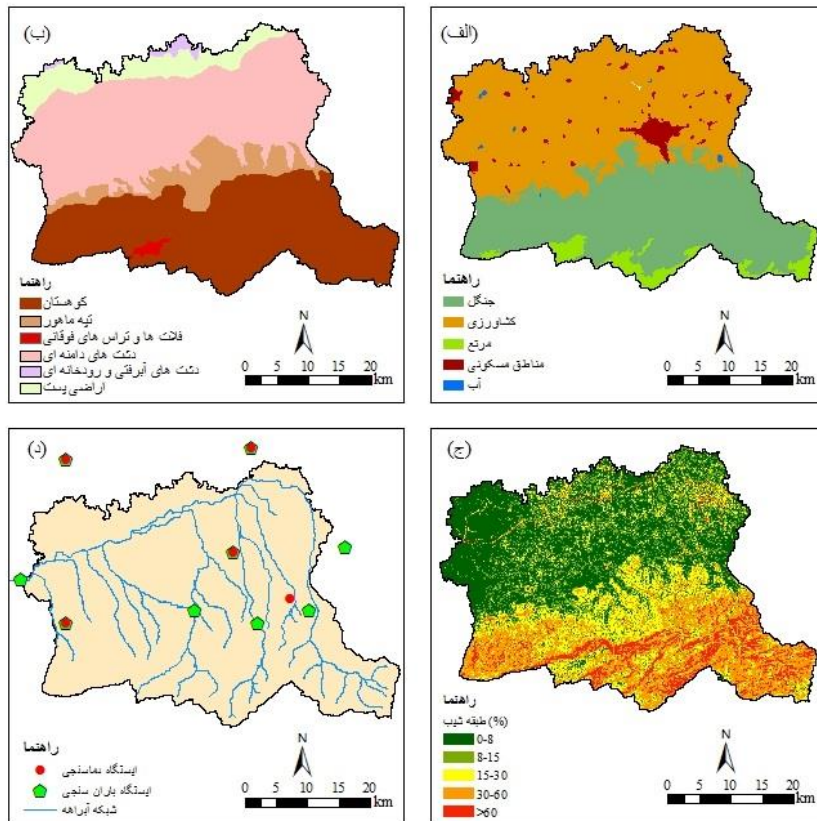 (الف)
N
راهنما
جنگل
کشاورزی
مرتع
مناطق مسکونی
آب
0 5 10 15 20
km
(ب)
N
راهنما
کوهستان
تپه ماهور
فلات ها و تراس های فوقانی
دشت های دامنه ای
دشت های آبرفتی و رودخانه ای
اراضی پست
0 5 10 15 20
km
(ج)
N
راهنما
طبقه شیب (%)
0-8
8-15
15-30
30-60
>60
0 5 10 15 20
km
(د)
N
راهنما
ایستگاه دماسنجی
ایستگاه باران سنجی
شبکه آبراهه
0 5 10 15 20
km